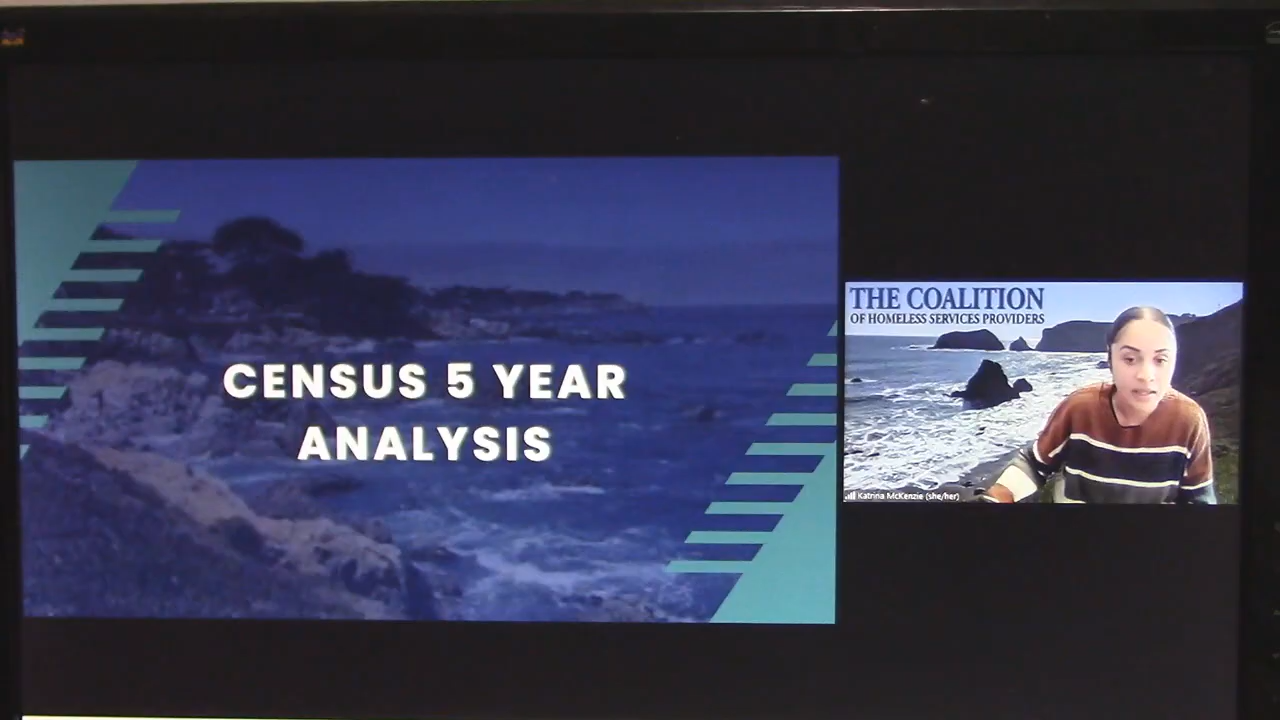 CENSUS 5 YEAR
ANALYSIS
THE COALITION
OF HOMELESS SERVICES PROVIDERS
Katrina McKenzie (she/her)